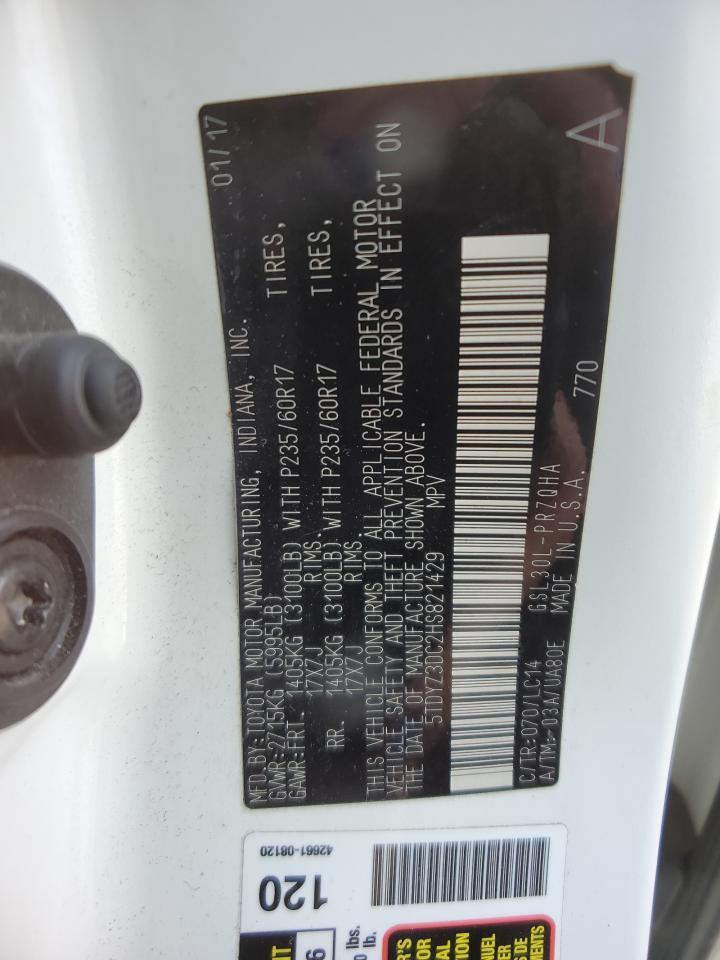 MFD.BY:TOYOTA MOTOR MANUFACTURING, INDIANA, INC. 01/17
GVWR:2715KG (5995LB)
GAWR:FRT. 1405KG (3100LB) WITH P235/60R17 TIRES,
17X7J RIMS.
RR. 1405KG (3100LB) WITH P235/60R17 TIRES,
17X7J RIMS.
THIS VEHICLE CONFORMS TO ALL APPLICABLE FEDERAL MOTOR
VEHICLE SAFETY AND THEFT PREVENTION STANDARDS IN EFFECT ON
THE DATE OF MANUFACTURE SHOWN ABOVE.
5TDYZ3DC2HS821429 MPV
C/TR:070/LC14 GSL30L-PRZQHA
A/TM:-03A/UA80E MADE IN U.S.A. 770
A
42661-08120
120